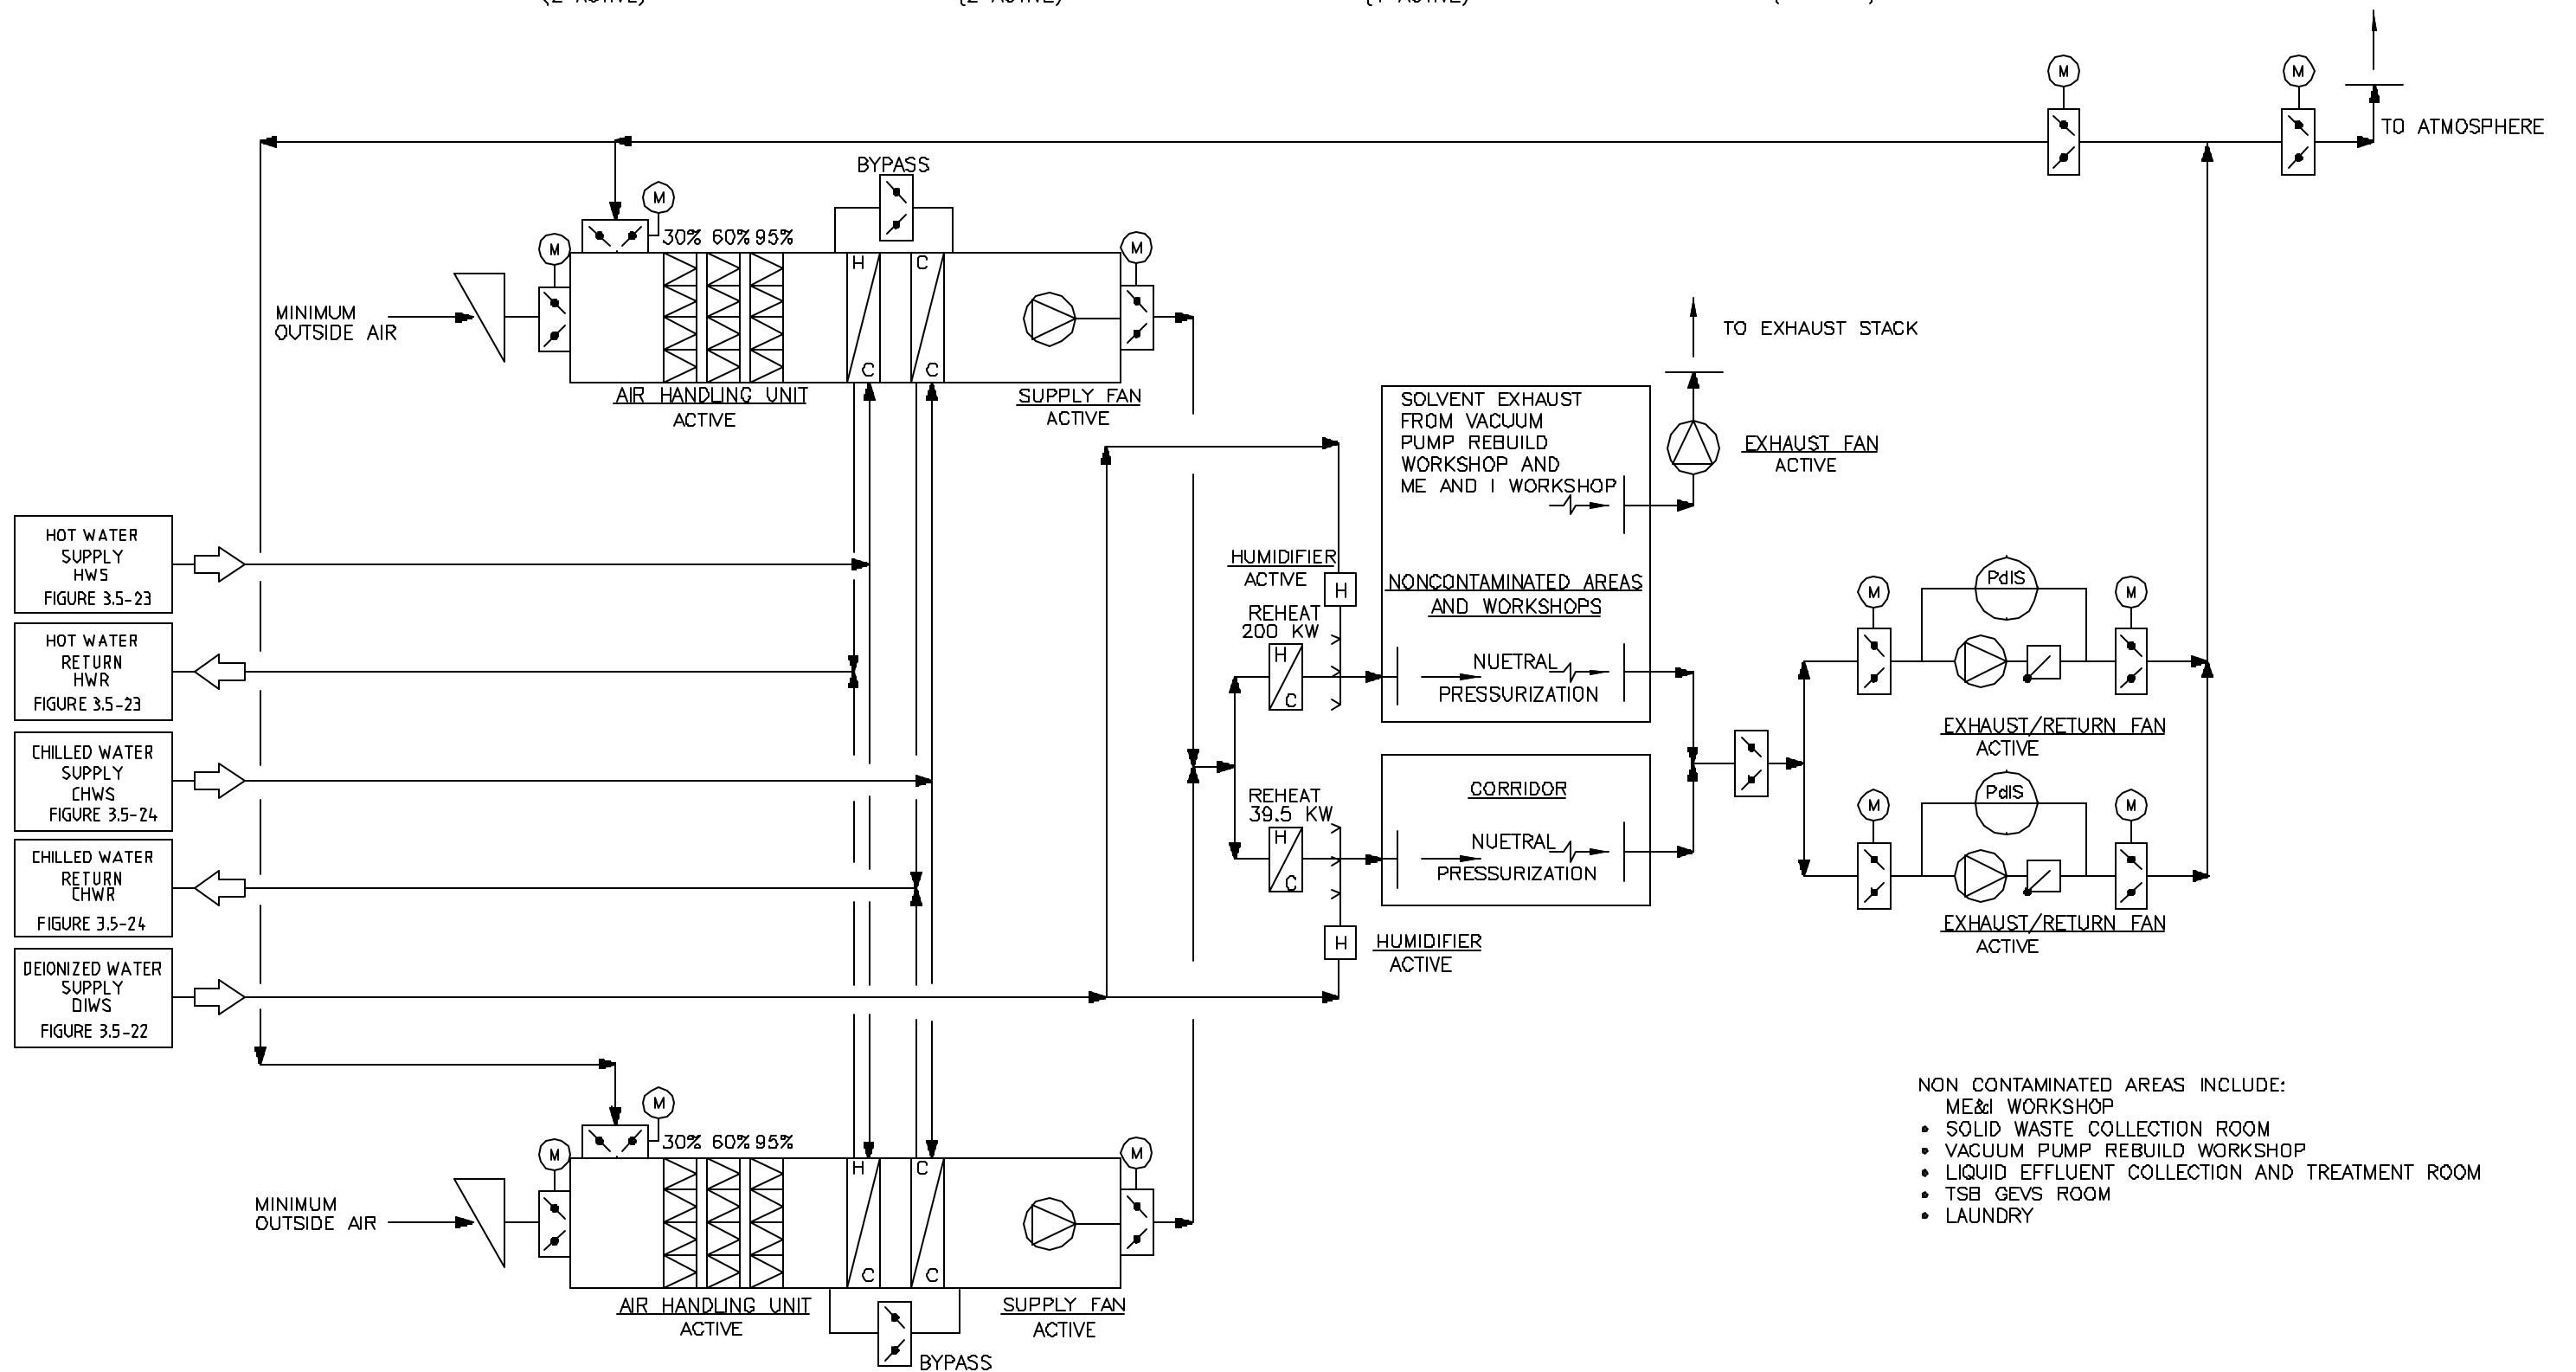 (2 ACTIVE)
(2 ACTIVE)
(1 ACTIVE)
M
M
TO ATMOSPHERE
BYPASS
M
30% 60% 95%
M
M
H
C
MINIMUM
OUTSIDE AIR
C
C
AIR HANDLING UNIT
ACTIVE
SUPPLY FAN
ACTIVE
TO EXHAUST STACK
SOLVENT EXHAUST
FROM VACUUM
PUMP REBUILD
WORKSHOP AND
ME AND I WORKSHOP
EXHAUST FAN
ACTIVE
HOT WATER
SUPPLY
HWS
FIGURE 3.5-23
HOT WATER
RETURN
HWR
FIGURE 3.5-23
CHILLED WATER
SUPPLY
CHWS
FIGURE 3.5-24
CHILLED WATER
RETURN
CHWR
FIGURE 3.5-24
DEIONIZED WATER
SUPPLY
DIWS
FIGURE 3.5-22
HUMIDIFIER
ACTIVE
H
REHEAT
200 KW
H
C
NONCONTAMINATED AREAS
AND WORKSHOPS
NUETRAL
PRESSURIZATION
REHEAT
39.5 KW
H
C
CORRIDOR
NUETRAL
PRESSURIZATION
H
HUMIDIFIER
ACTIVE
M
PdIS
M
EXHAUST/RETURN FAN
ACTIVE
M
PdIS
M
EXHAUST/RETURN FAN
ACTIVE
M
30% 60% 95%
M
M
H
C
MINIMUM
OUTSIDE AIR
C
C
AIR HANDLING UNIT
ACTIVE
SUPPLY FAN
ACTIVE
BYPASS
NON CONTAMINATED AREAS INCLUDE:
ME&I WORKSHOP
• SOLID WASTE COLLECTION ROOM
• VACUUM PUMP REBUILD WORKSHOP
• LIQUID EFFLUENT COLLECTION AND TREATMENT ROOM
• TSB GEVS ROOM
• LAUNDRY